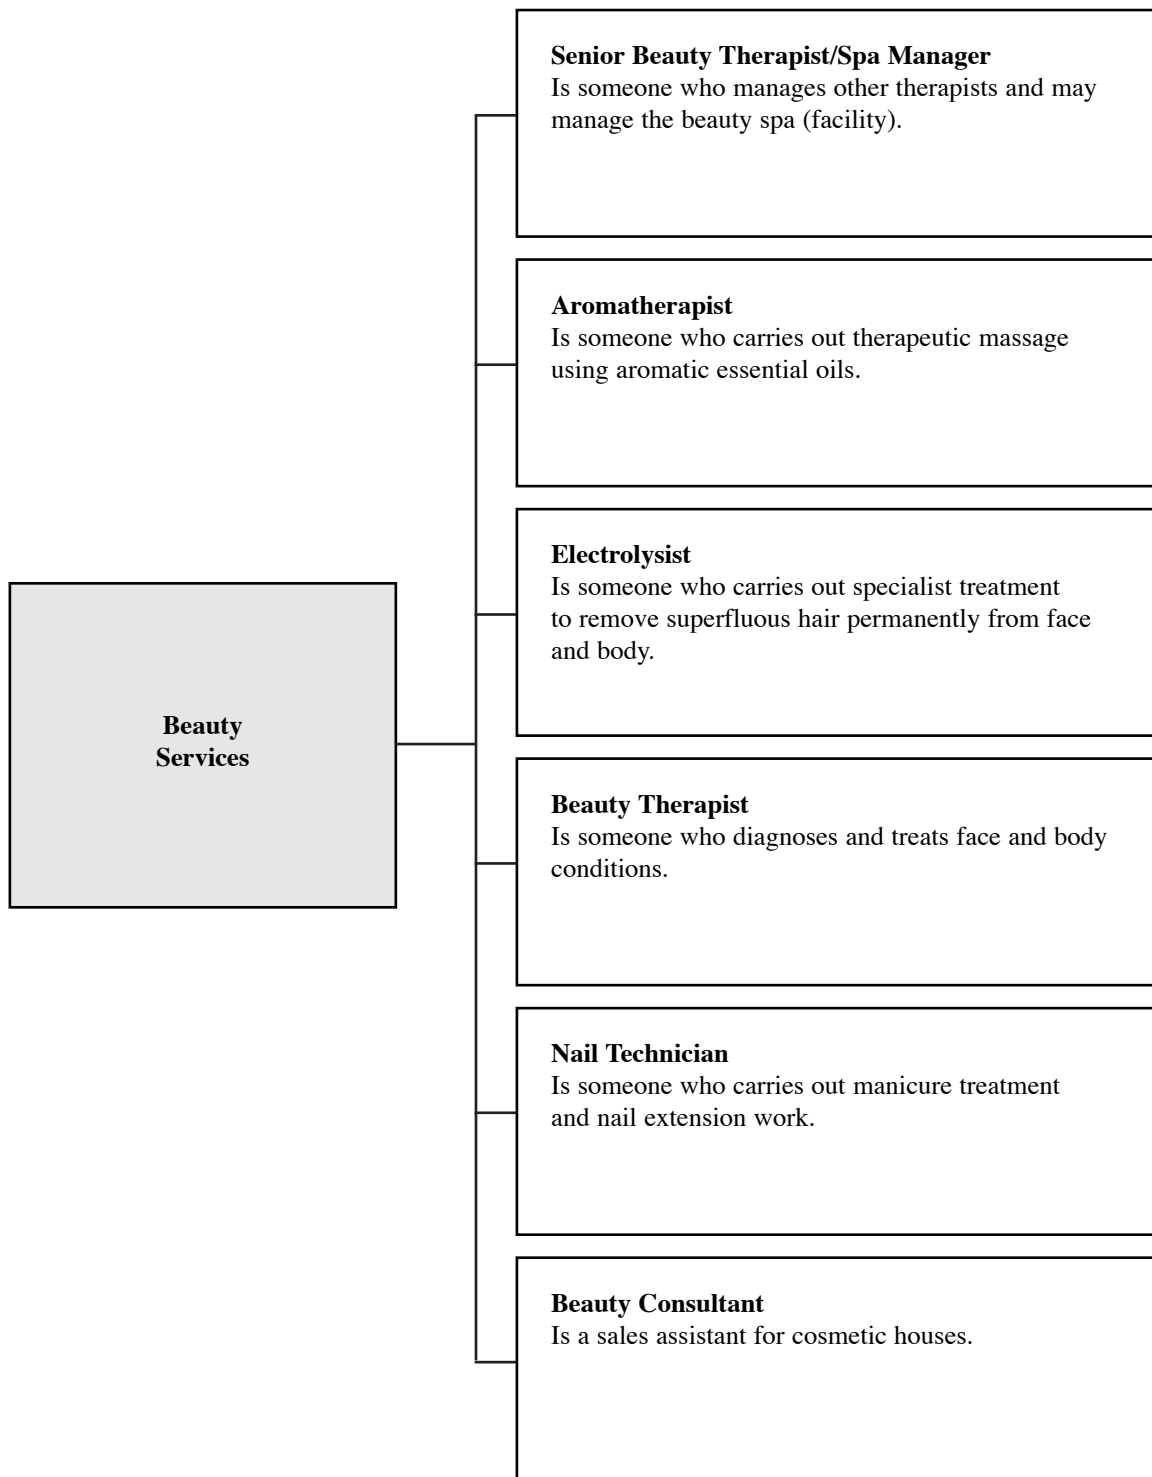 Senior Beauty Therapist/Spa Manager
Is someone who manages other therapists and may
manage the beauty spa (facility).
Aromatherapist
Is someone who carries out therapeutic massage
using aromatic essential oils.
Electrolysist
Is someone who carries out specialist treatment
to remove superfluous hair permanently from face
and body.
Beauty
Services
Beauty Therapist
Is someone who diagnoses and treats face and body
conditions.
Nail Technician
Is someone who carries out manicure treatment
and nail extension work.
Beauty Consultant
Is a sales assistant for cosmetic houses.